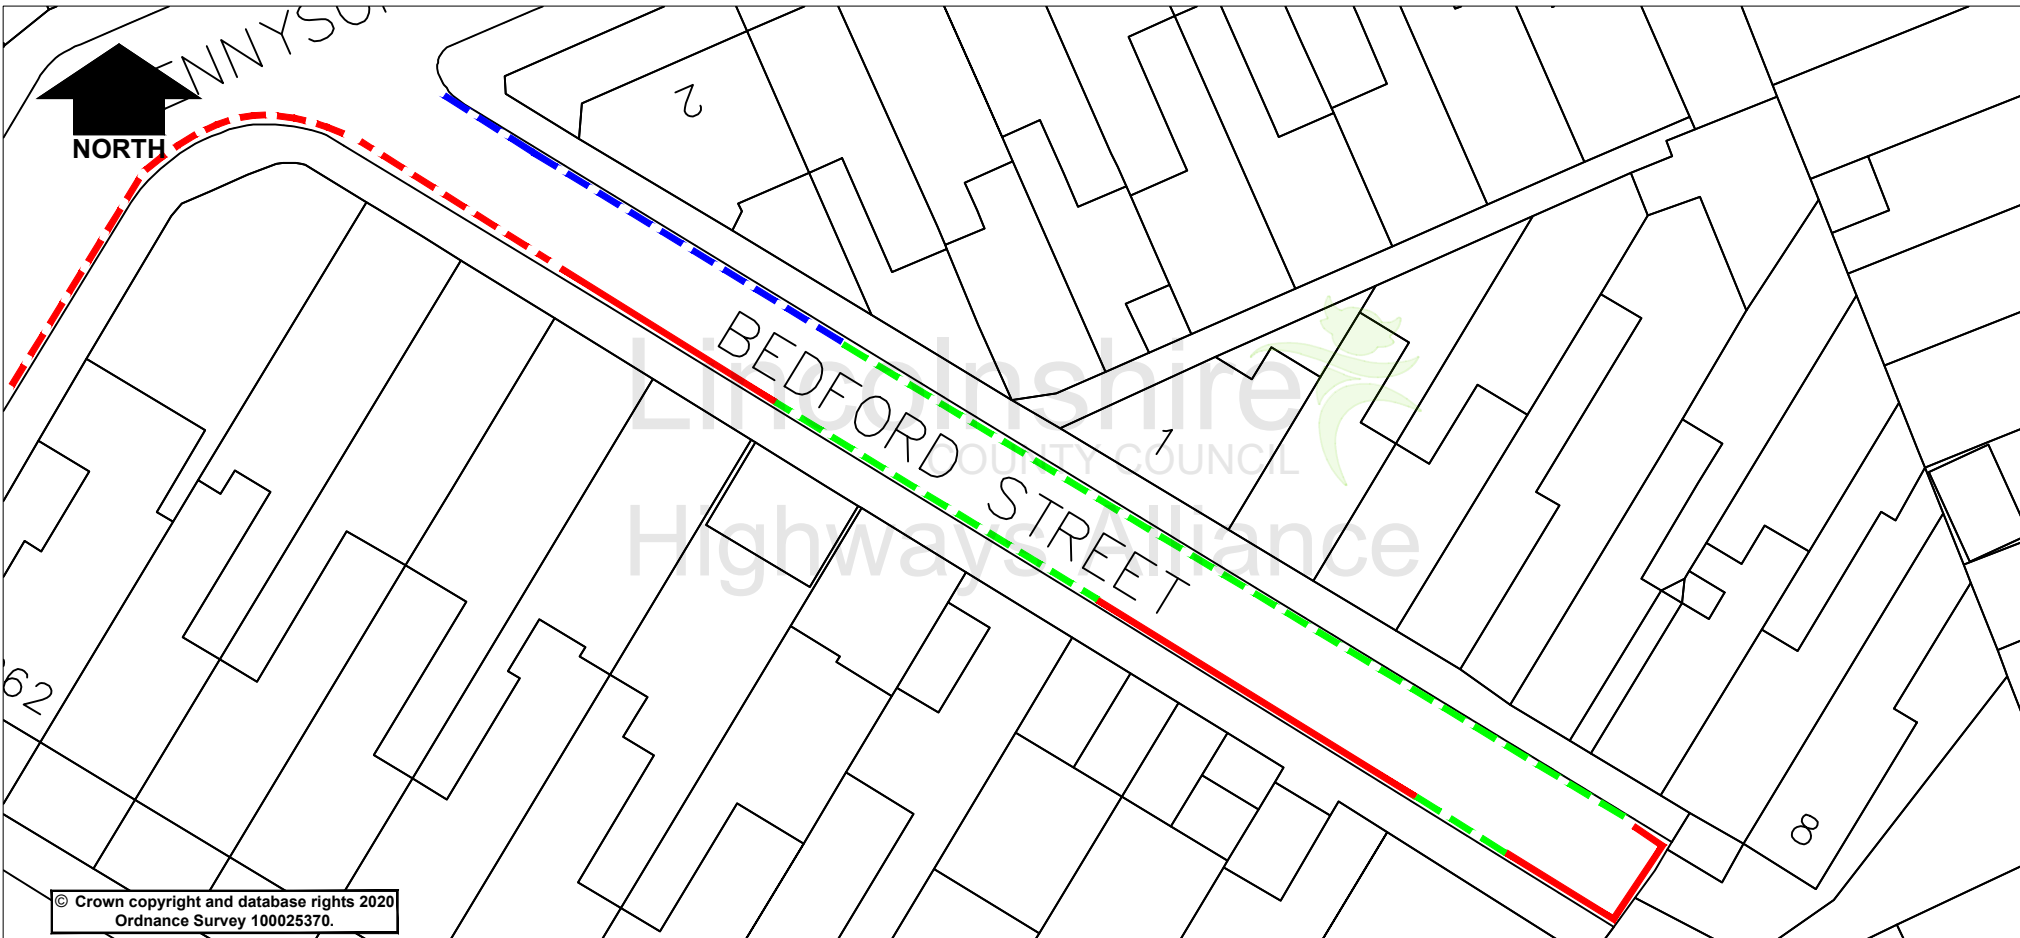 NORTH
2
BEDFORD STREET
Lincolnshire
COUNTY COUNCIL
Highways Alliance
1
62
8
© Crown copyright and database rights 2020
Ordnance Survey 100025370.